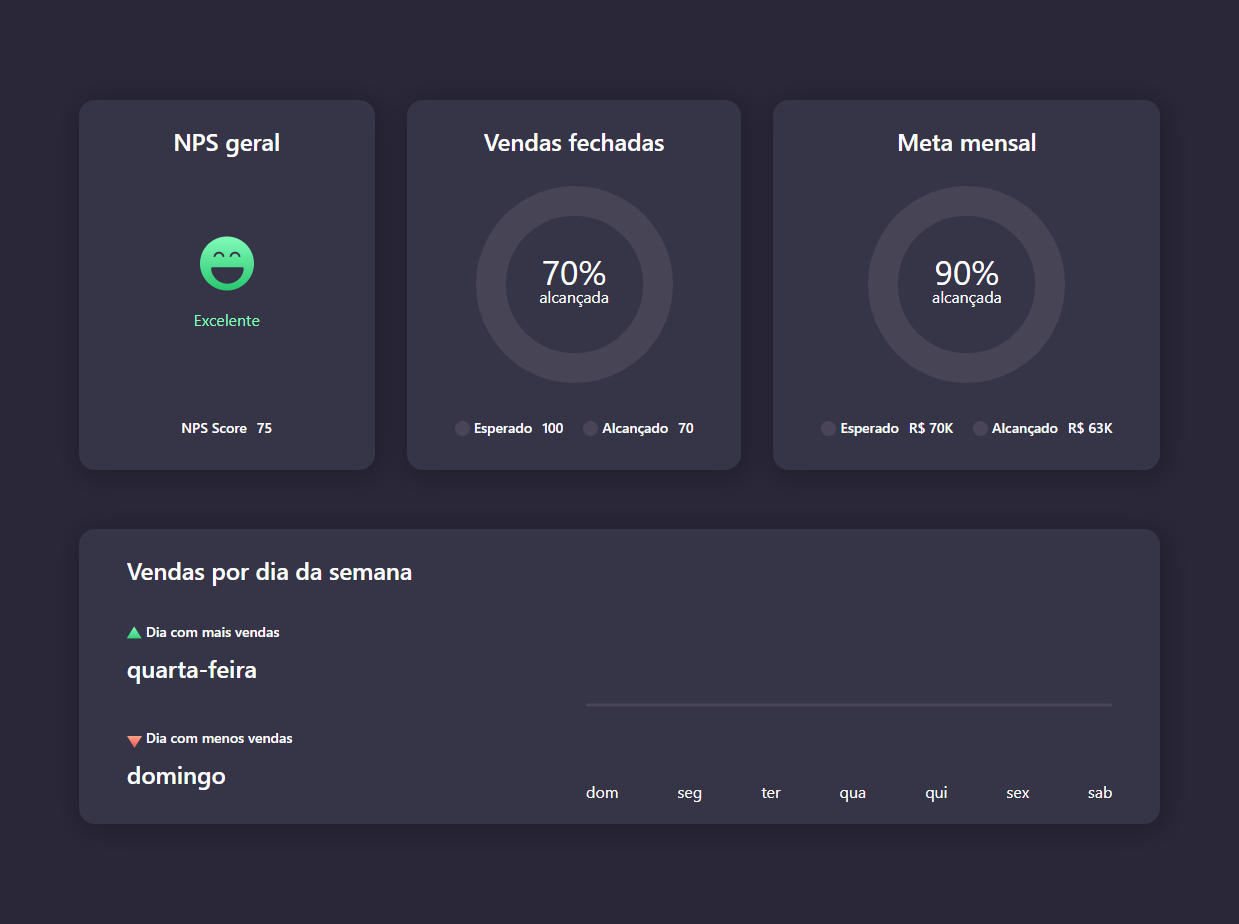 NPS geral
Excelente
NPS Score 75
Vendas fechadas
70%
alcançada
Esperado 100 Alcançado 70
Meta mensal
90%
alcançada
Esperado R$ 70K Alcançado R$ 63K
Vendas por dia da semana
Dia com mais vendas
quarta-feira
Dia com menos vendas
domingo
dom seg ter qua qui sex sab